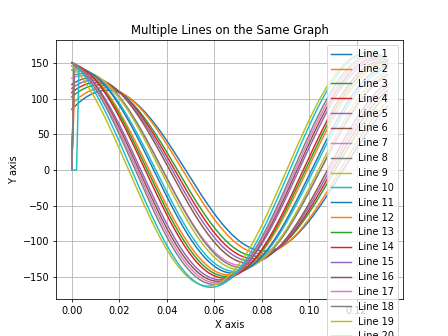 Multiple Lines on the Same Graph
Y axis
150
100
50
0
−50
−100
−150
0.00
0.02
0.04
0.06
0.08
0.10
X axis
Line 1
Line 2
Line 3
Line 4
Line 5
Line 6
Line 7
Line 8
Line 9
Line 10
Line 11
Line 12
Line 13
Line 14
Line 15
Line 16
Line 17
Line 18
Line 19
Line 20